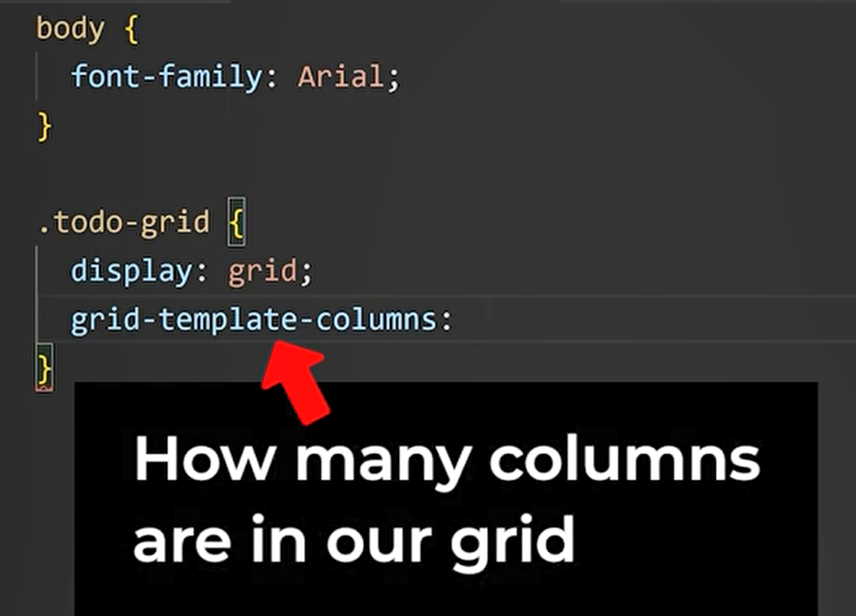 body {
font-family: Arial;
}
.todo-grid {
display: grid;
grid-template-columns:
}
How many columns
are in our grid